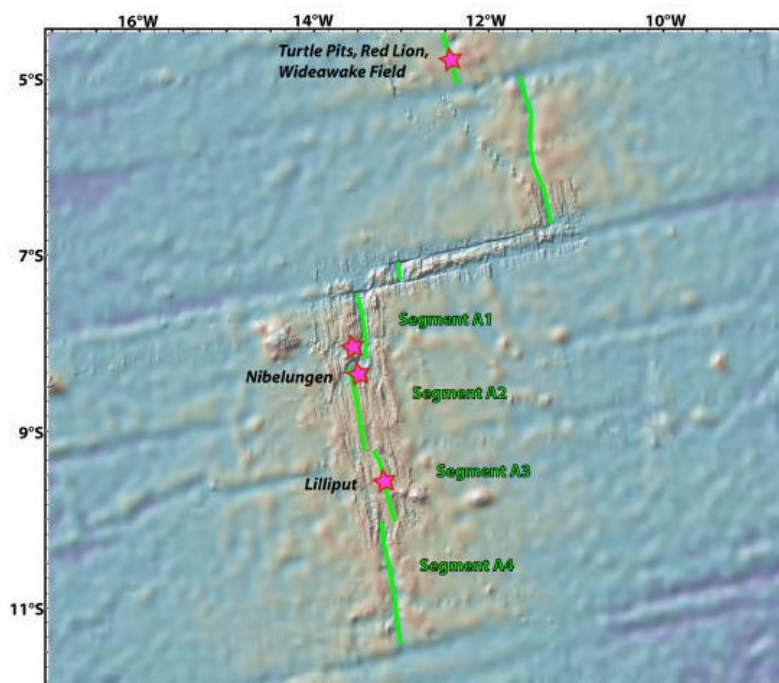 16°W
14°W
12°W
10°W
Turtle Pits, Red Lion,
Wideawake Field
5°S
7°S
Segment A1
Nibelungen
Segment A2
9°S
Segment A3
Lilliput
Segment A4
11°S